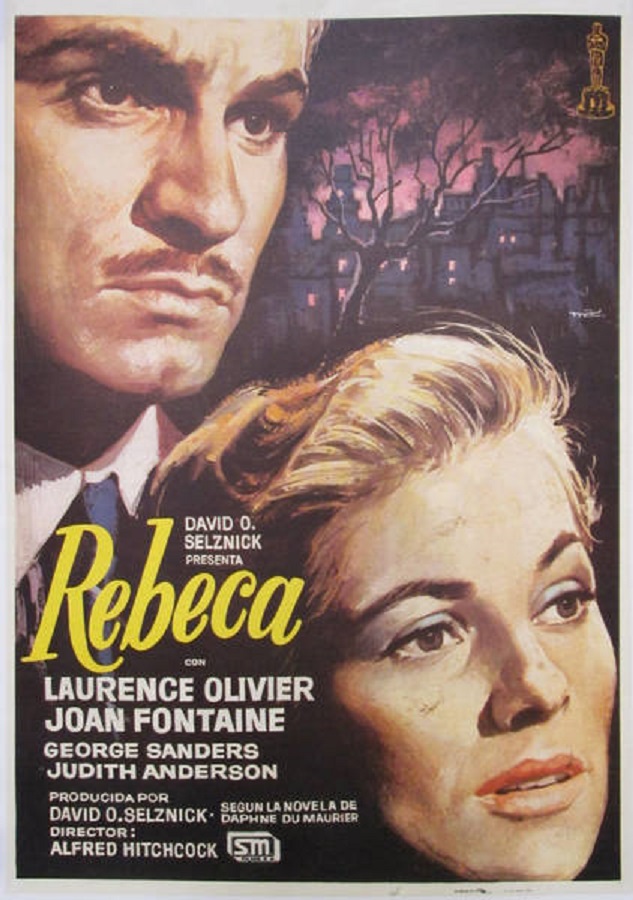 DAVID O.
SELZNICK
PRESENTA
Rebeca
CON
LAURENCE OLIVIER
JOAN FONTAINE
GEORGE SANDERS
JUDITH ANDERSON
PRODUCIDA POR
DAVID O. SELZNICK·
SEGUN LA NOVELA DE
DAPHNE DU MAURIER
DIRECTOR:
ALFRED HITCHCOCK
SM